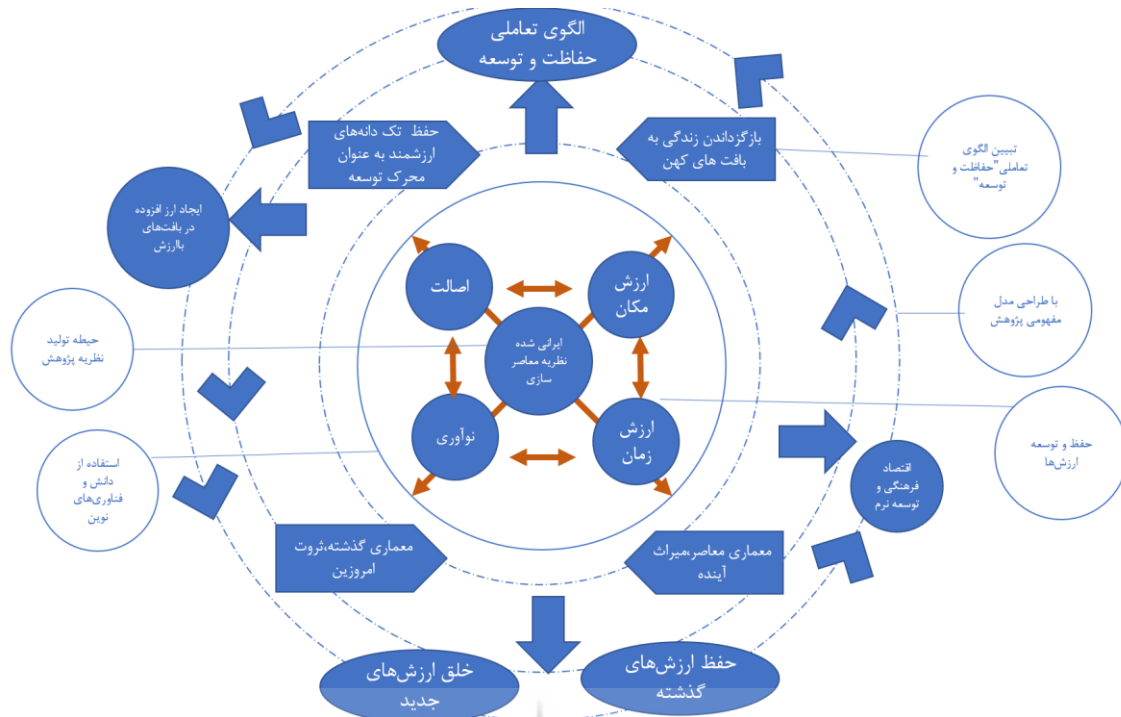 الگوی تعاملی
حفاظت و توسعه
بازگزداندن زندگی به
بافت های کهن
حفظ تک دانه‌های
ارزشمند به عنوان
محرک توسعه
تبیین الگوی
تعاملی"حفاظت و
توسعه"
ایجاد ارز افزوده
در بافت‌های
باارزش
ارزش
مکان
اصالت
با طراحی مدل
مفهومی پژوهش
ایرانی شده
نظریه معاصر
سازی
حیطه تولید
نظریه پژوهش
ارزش
زمان
نوآوری
حفظ و توسعه
ارزش‌ها
اقتصاد
فرهنگی و
توسعه نرم
استفاده از
دانش و
فناوری‌های
نوین
معماری معاصر،میراث
آینده
معماری گذشته،ثروت
امروزین
حفظ ارزش‌های
گذشته
خلق ارزش‌های
جدید